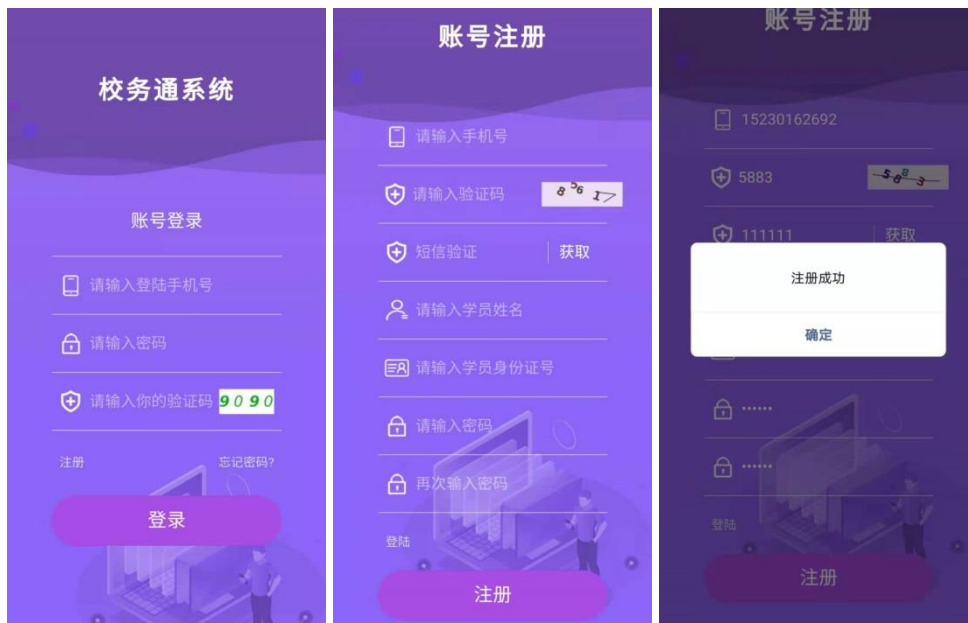 校务通系统
账号登录
请输入登陆手机号
请输入密码
请输入你的验证码 9090
注册 忘记密码?
登录
账号注册
请输入手机号
请输入验证码 8561
短信验证 获取
请输入学员姓名
请输入学员身份证号
请输入密码
再次输入密码
登陆
注册
账号注册
15230162692
5883 5883
111111 获取
注册成功
确定
登陆
注册